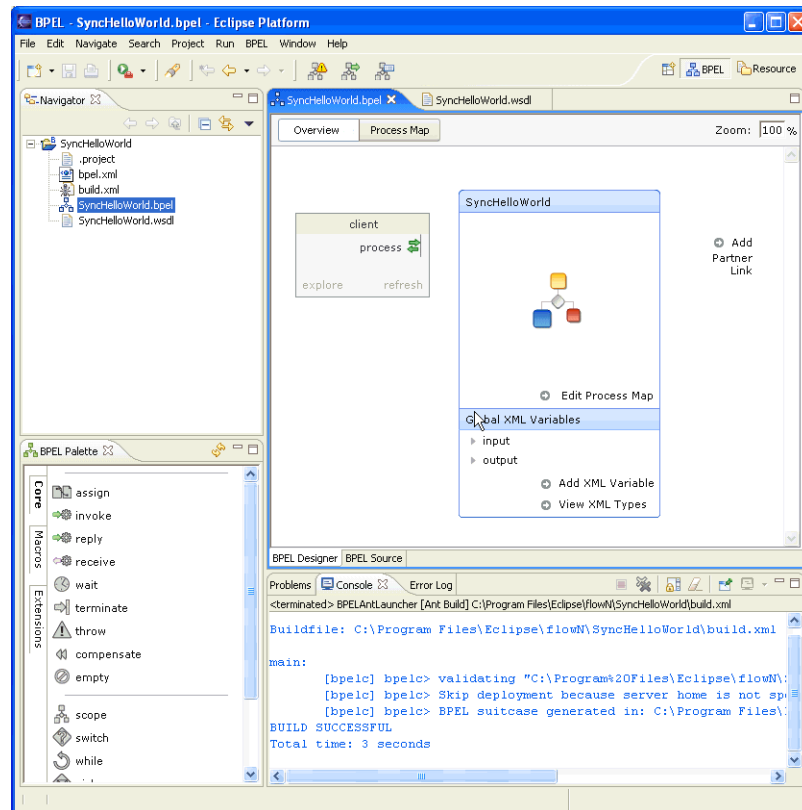 BPEL - SyncHelloWorld.bpel - Eclipse Platform
File Edit Navigate Search Project Run BPEL Window Help
BPEL Resource
Navigator
SyncHelloWorld
.project
bpel.xml
build.xml
SyncHelloWorld.bpel
SyncHelloWorld.wsdl
SyncHelloWorld.bpel SyncHelloWorld.wsdl
Overview Process Map Zoom: 100 %
client
process
explore refresh
SyncHelloWorld
Edit Process Map
Global XML Variables
input
output
Add XML Variable
View XML Types
Add
Partner
Link
BPEL Designer BPEL Source
BPEL Palette
Core
Macros
Extensions
assign
invoke
reply
receive
wait
terminate
throw
compensate
empty
scope
switch
while
Problems Console Error Log
<terminated> BPELAntLauncher [Ant Build] C:\Program Files\Eclipse\flowN\SyncHelloWorld\build.xml
Buildfile: C:\Program Files\Eclipse\flowN\SyncHelloWorld\build.xml
main:
[bpelc] bpelc> validating "C:\Program%20Files\Eclipse\flowN\
[bpelc] bpelc> Skip deployment because server home is not spe
[bpelc] bpelc> BPEL suitcase generated in: C:\Program Files\
BUILD SUCCESSFUL
Total time: 3 seconds